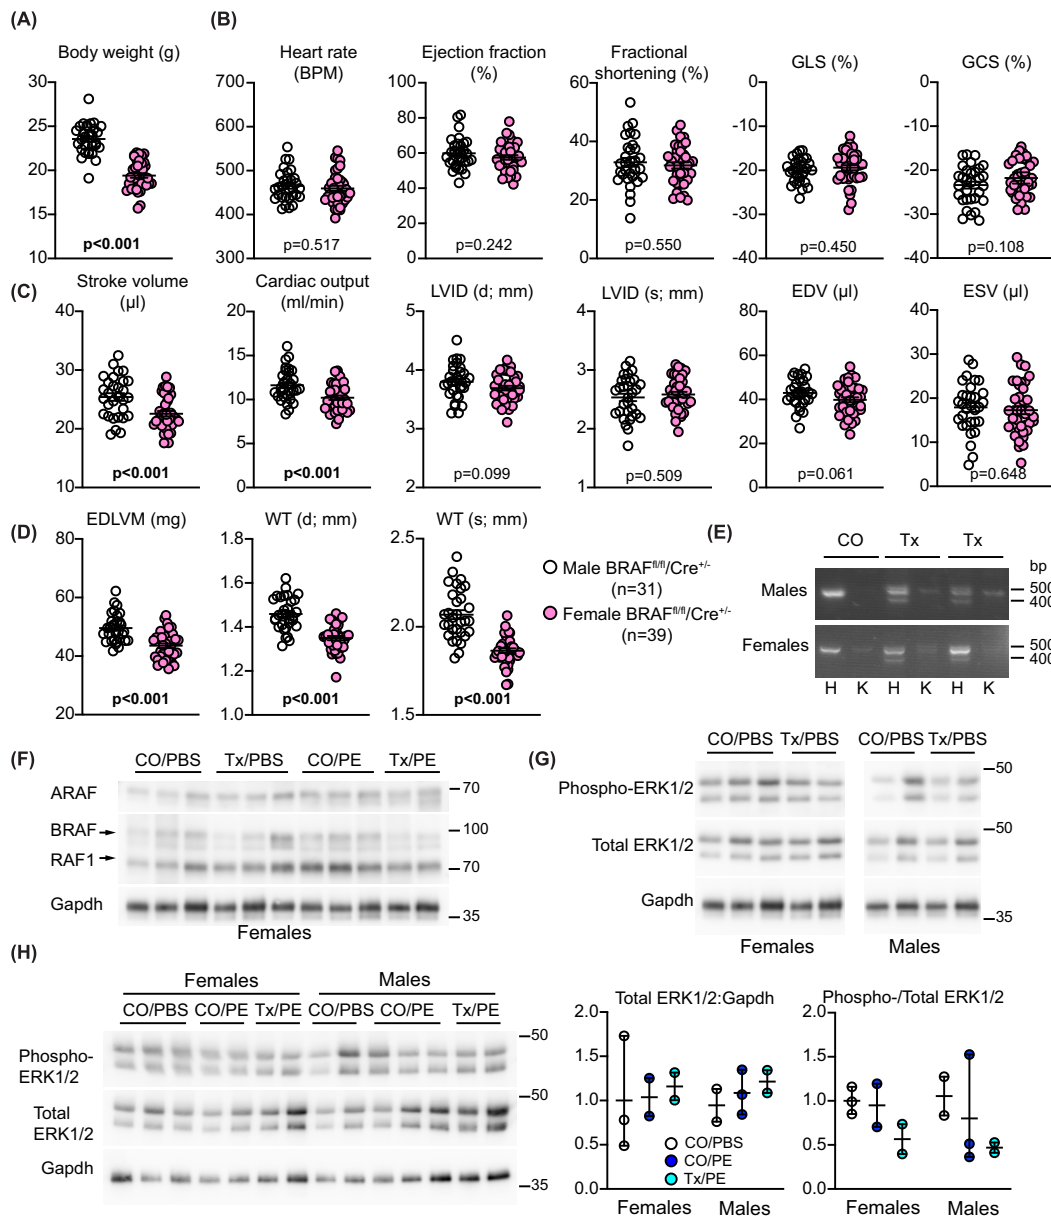 (A)
(B)
Body weight (g)
30
25
20
15
10
p<0.001
Heart rate
(BPM)
700
600
500
400
300
p=0.517
Ejection fraction
(%)
100
80
60
40
20
0
p=0.242
Fractional
shortening (%)
60
40
20
0
p=0.550
GLS (%)
-0
-10
-20
-30
-40
p=0.450
GCS (%)
-0
-10
-20
-30
-40
p=0.108
(C)
Stroke volume
(µl)
40
30
20
10
p<0.001
Cardiac output
(ml/min)
20
15
10
5
0
p<0.001
LVID (d; mm)
5
4
3
2
p=0.099
LVID (s; mm)
4
3
2
1
p=0.509
EDV (µl)
80
60
40
20
0
p=0.061
ESV (µl)
40
30
20
10
0
p=0.648
(D)
EDLVM (mg)
80
60
40
20
p<0.001
WT (d; mm)
1.8
1.6
1.4
1.2
1.0
p<0.001
WT (s; mm)
2.5
2.0
1.5
p<0.001
Male BRAFfl/fl/Cre+/-
(n=31)
Female BRAFfl/fl/Cre+/-
(n=39)
(E)
CO Tx Tx
bp
Males
500
400
Females
500
400
H K H K H K
(F)
CO/PBS Tx/PBS CO/PE Tx/PE
ARAF
70
BRAF
100
RAF1
70
Gapdh
35
Females
(G)
CO/PBS Tx/PBS CO/PBS Tx/PBS
Phospho-ERK1/2
50
Total ERK1/2
50
Gapdh
35
Females Males
(H)
Females Males
CO/PBS CO/PE Tx/PE CO/PBS CO/PE Tx/PE
Phospho-
ERK1/2
50
Total
ERK1/2
50
Gapdh
35
Total ERK1/2:Gapdh
2.0
1.5
1.0
0.5
0
CO/PBS
CO/PE
Tx/PE
Females Males
Phospho-/Total ERK1/2
2.0
1.5
1.0
0.5
0.0
Females Males